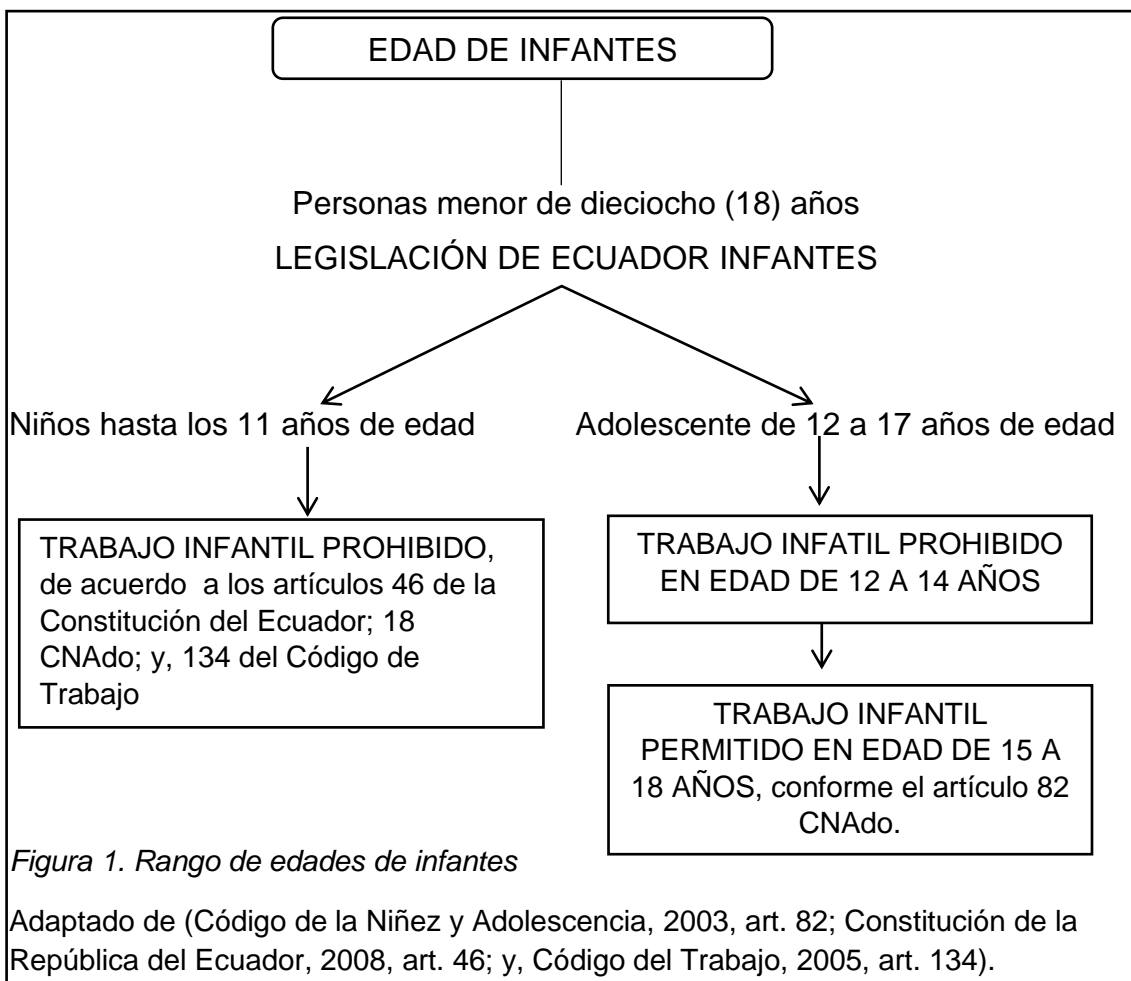 EDAD DE INFANTES
Personas menor de dieciocho (18) años
LEGISLACIÓN DE ECUADOR INFANTES
Niños hasta los 11 años de edad
Adolescente de 12 a 17 años de edad
TRABAJO INFANTIL PROHIBIDO,
de acuerdo a los artículos 46 de la
Constitución del Ecuador; 18
CNAdo; y, 134 del Código de
Trabajo
TRABAJO INFATIL PROHIBIDO
EN EDAD DE 12 A 14 AÑOS
TRABAJO INFANTIL
PERMITIDO EN EDAD DE 15 A
18 AÑOS, conforme el artículo 82
CNAdo.
Figura 1. Rango de edades de infantes
Adaptado de (Código de la Niñez y Adolescencia, 2003, art. 82; Constitución de la
República del Ecuador, 2008, art. 46; y, Código del Trabajo, 2005, art. 134).